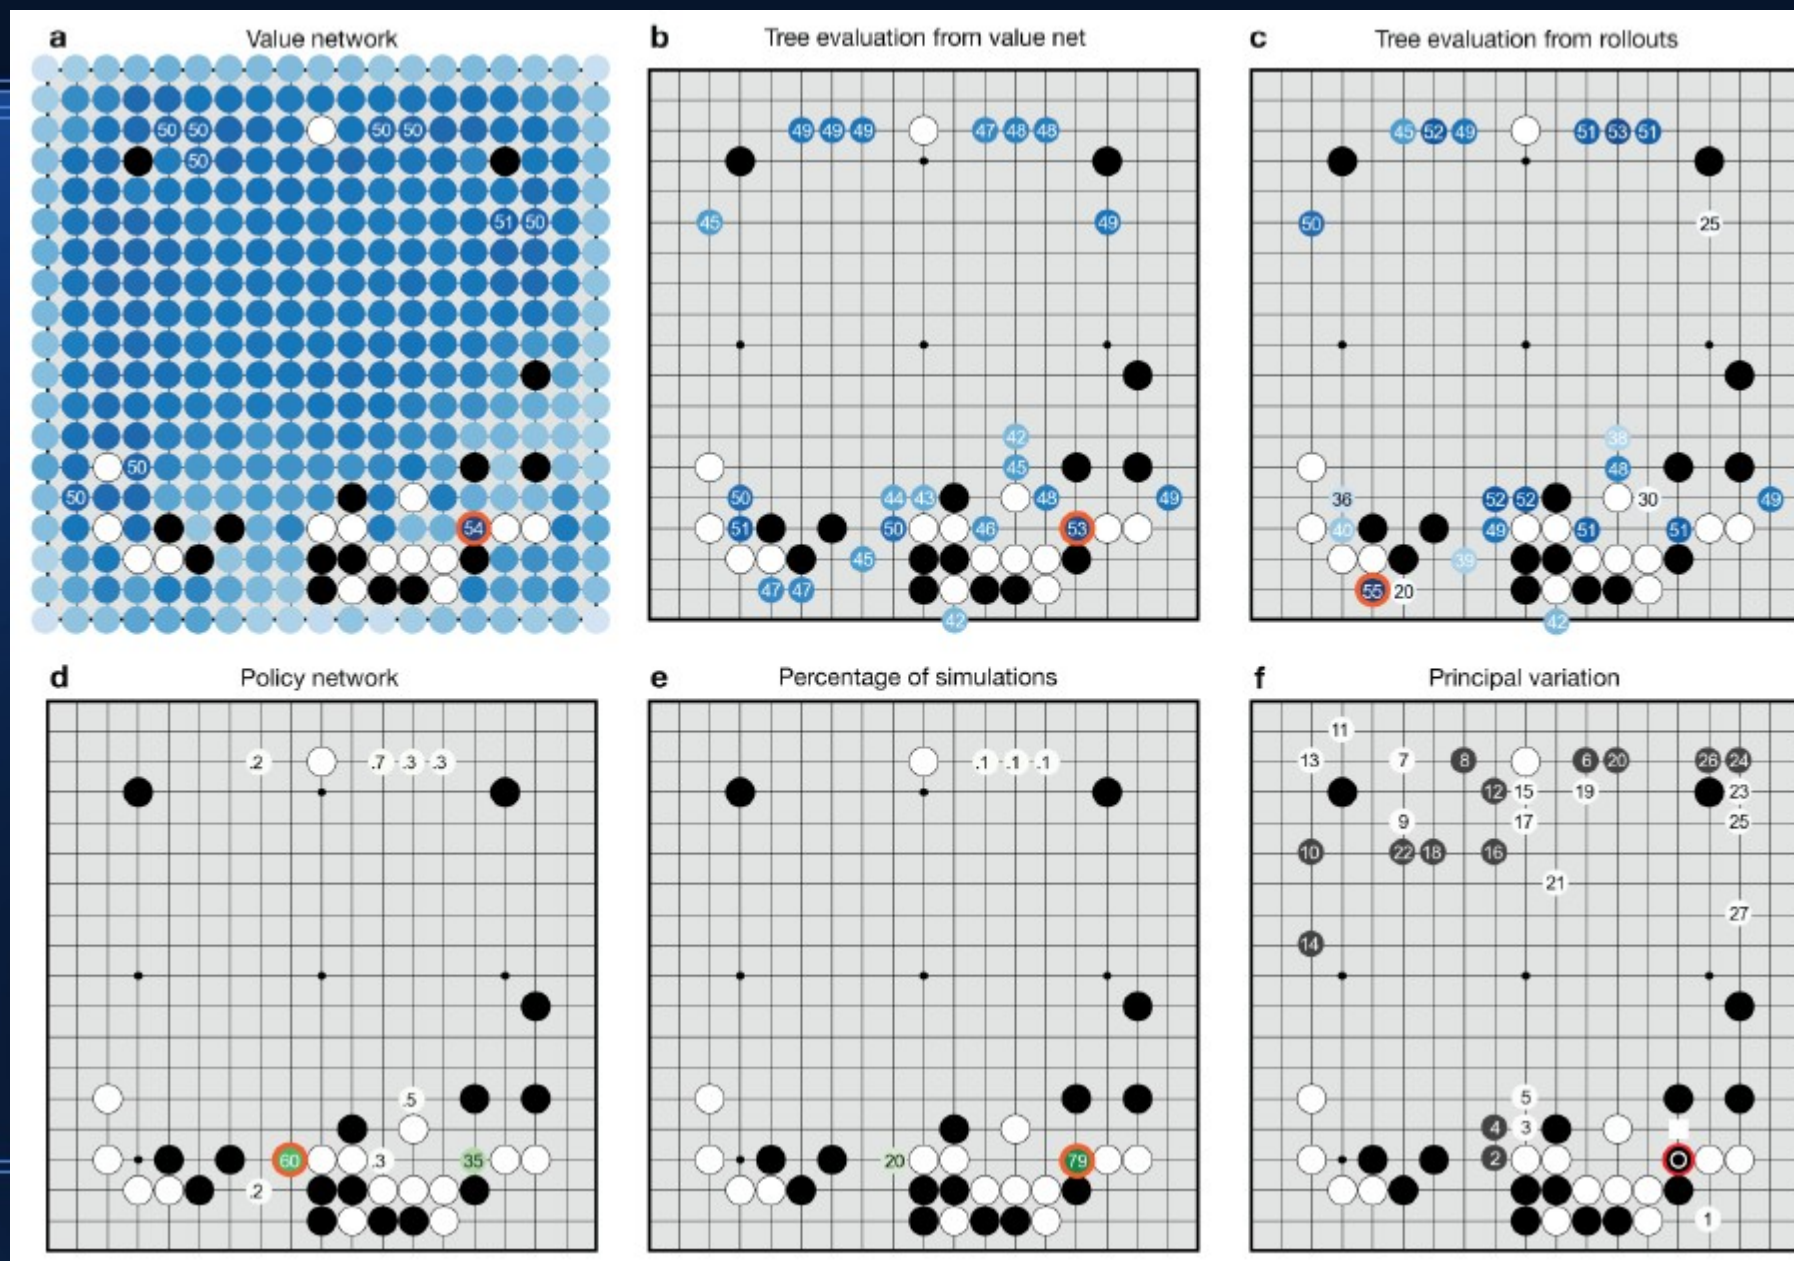 a Value network
50 50 50 50
50
51 50
50
50
54
b Tree evaluation from value net
49 49 49 47 48 48
45 49
42
45
50 44 43 48 49
51 50 46 53
45
47 47
42
c Tree evaluation from rollouts
45 52 49 51 53 51
50 25
38
48
36 52 52 30 49
40 49 51 51
39
55 20
42
d Policy network
.2 .7 .3 .3
.5
60 .3 35
.2
e Percentage of simulations
.1 .1 .1
20 79
f Principal variation
11
13 7 8 6 20 26 24
12 15 19 23
9 17 25
10 22 18 16
21
27
14
5
4 3
2
1